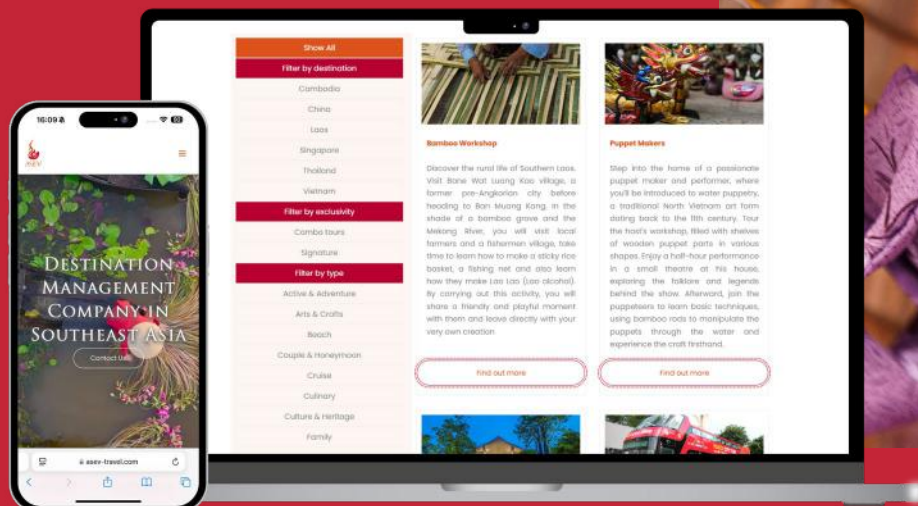 16:09
ASEV
DESTINATION
MANAGEMENT
COMPANY IN
SOUTHEAST ASIA
Contact Us
asev-travel.com
Show All
Filter by destination
Cambodia
China
Laos
Singapore
Thailand
Vietnam
Filter by exclusivity
Combo tours
Signature
Filter by type
Active & Adventure
Arts & Crafts
Beach
Couple & Honeymoon
Cruise
Culinary
Culture & Heritage
Family
Bamboo Workshop
Discover the rural life of Southern Laos.
Visit Bane Wat Luang Kao village, a
former pre-Angkorian city before
heading to Ban Muang Kang. In the
shade of a bamboo grove and the
Mekong River, you will visit local
farmers and a fishermen village, take
time to learn how to make a sticky rice
basket, a fishing net and also learn
how they make Lao Lao (Lao alcohol).
By carrying out this activity, you will
share a friendly and playful moment
with them and leave directly with your
very own creation
Find out more
Puppet Makers
Step into the home of a passionate
puppet maker and performer, where
you'll be introduced to water puppetry,
a traditional North Vietnam art form
dating back to the 11th century. Tour
the host's workshop, filled with shelves
of wooden puppet parts in various
shapes. Enjoy a half-hour performance
in a small theatre at his house,
exploring the folklore and legends
behind the show. Afterward, join the
puppeteers to learn basic techniques,
using bamboo rods to manipulate the
puppets through the water and
experience the craft firsthand.
Find out more